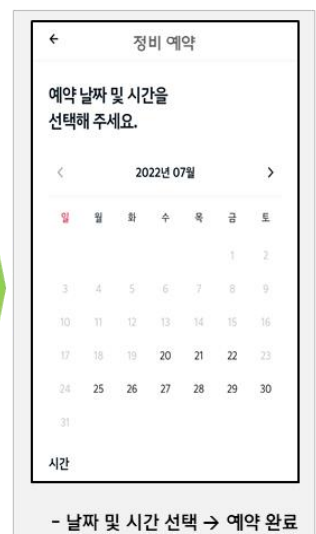 ← 정비 예약
예약 날짜 및 시간을
선택해 주세요.
< 2022년 07월 >
일 월 화 수 목 금 토
1 2
3 4 5 6 7 8 9
10 11 12 13 14 15 16
17 18 19 20 21 22 23
24 25 26 27 28 29 30
31
시간
- 날짜 및 시간 선택 → 예약 완료